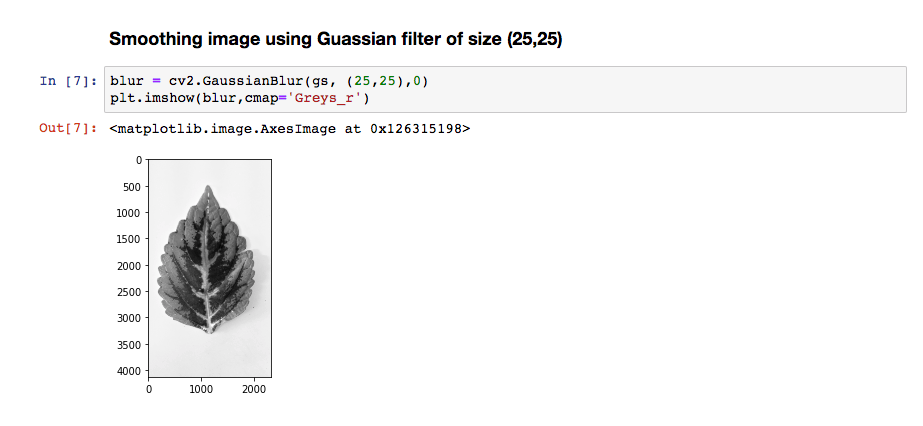 Smoothing image using Guassian filter of size (25,25)
In [7]: blur = cv2.GaussianBlur(gs, (25,25),0)
plt.imshow(blur,cmap='Greys_r')
Out[7]: <matplotlib.image.AxesImage at 0x126315198>
0
500
1000
1500
2000
2500
3000
3500
4000
0 1000 2000